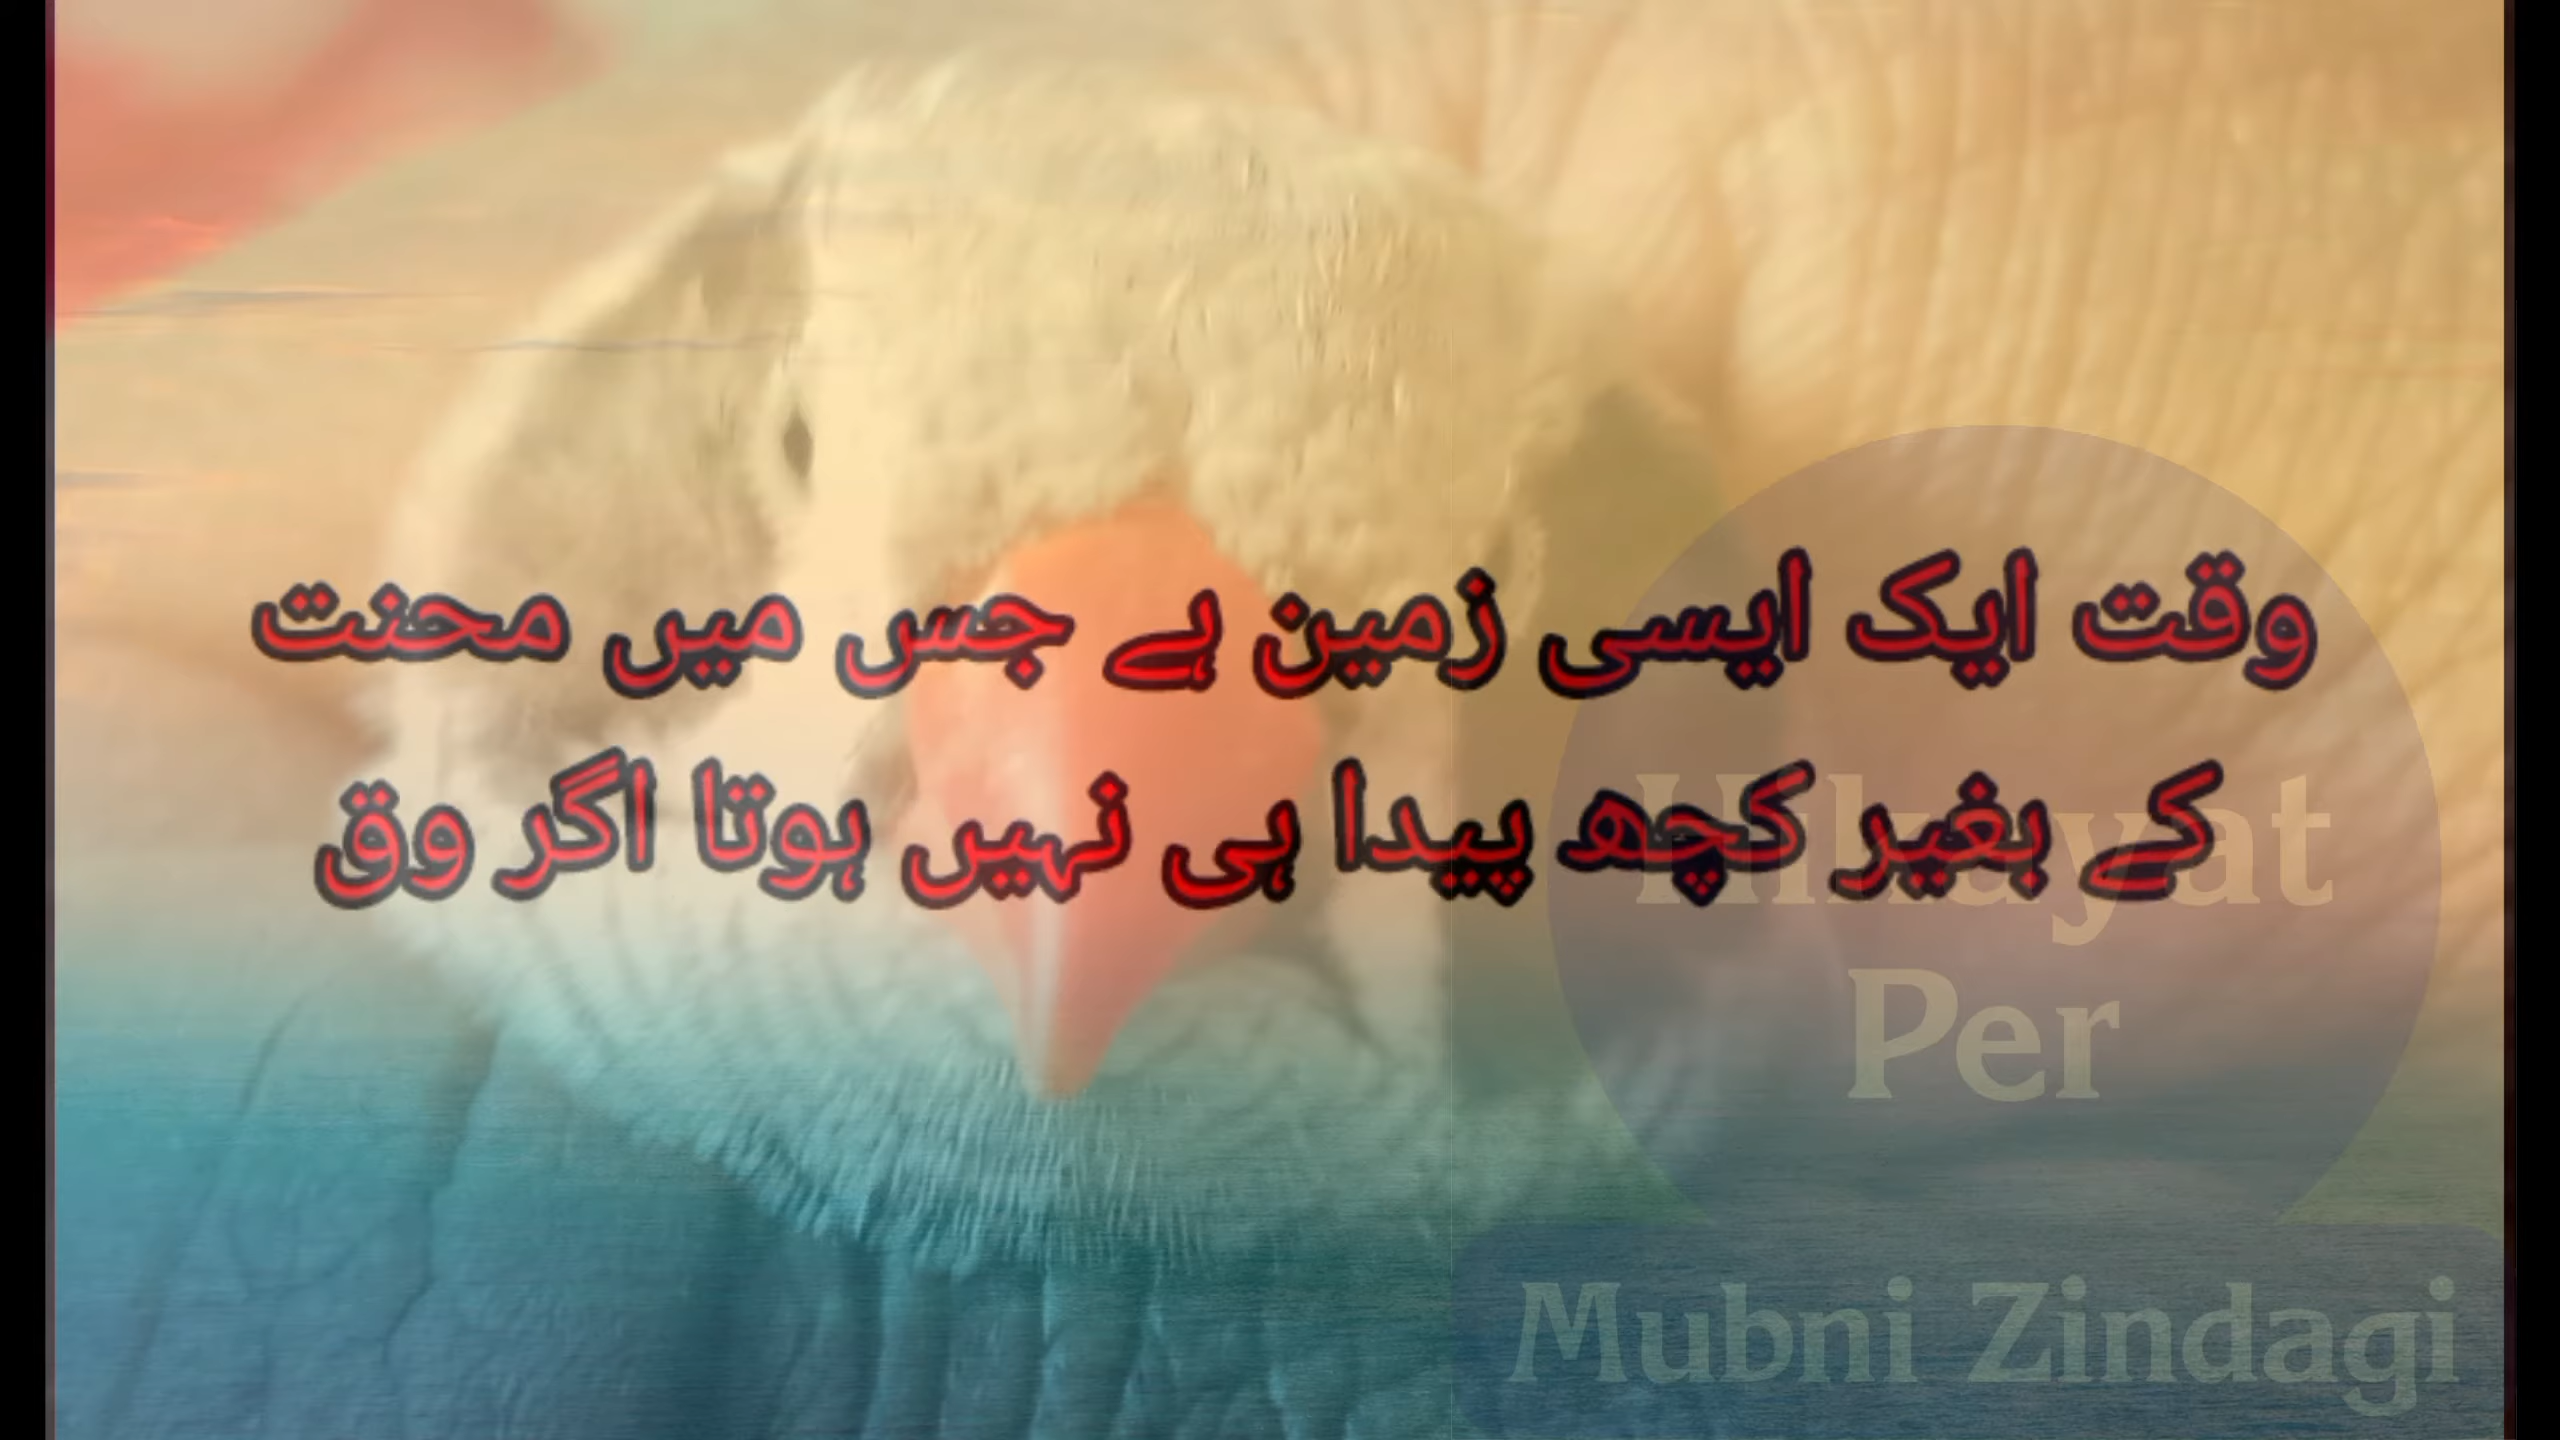 وقت ایک ایسی زمین ہے جس میں محنت
کے بغیر کچھ پیدا ہی نہیں ہوتا اگر وق
Hikayat
Per
Mubni Zindagi